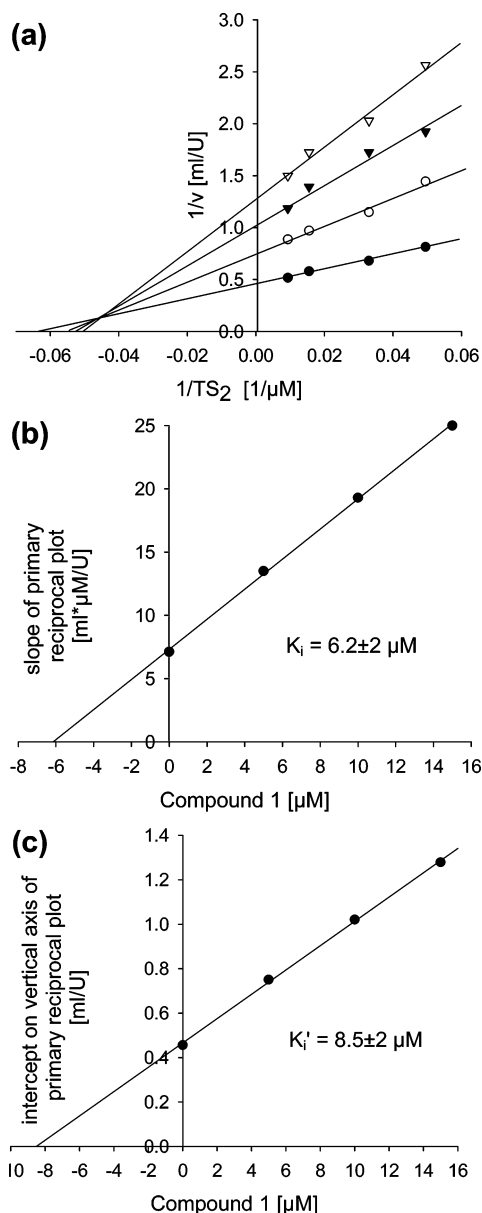 (a)
3.0
2.5
2.0
1.5
1.0
0.5
0.0
1/v [ml/U]
-0.06 -0.04 -0.02 0.00 0.02 0.04 0.06
1/TS2 [1/µM]
(b)
25
20
15
10
5
0
slope of primary
reciprocal plot
[ml*µM/U]
Ki = 6.2±2 µM
-8 -6 -4 -2 0 2 4 6 8 10 12 14 16
Compound 1 [µM]
(c)
1.4
1.2
1.0
0.8
0.6
0.4
0.2
0.0
intercept on vertical axis of
primary reciprocal plot
[ml/U]
Ki' = 8.5±2 µM
10 -8 -6 -4 -2 0 2 4 6 8 10 12 14 16
Compound 1 [µM]